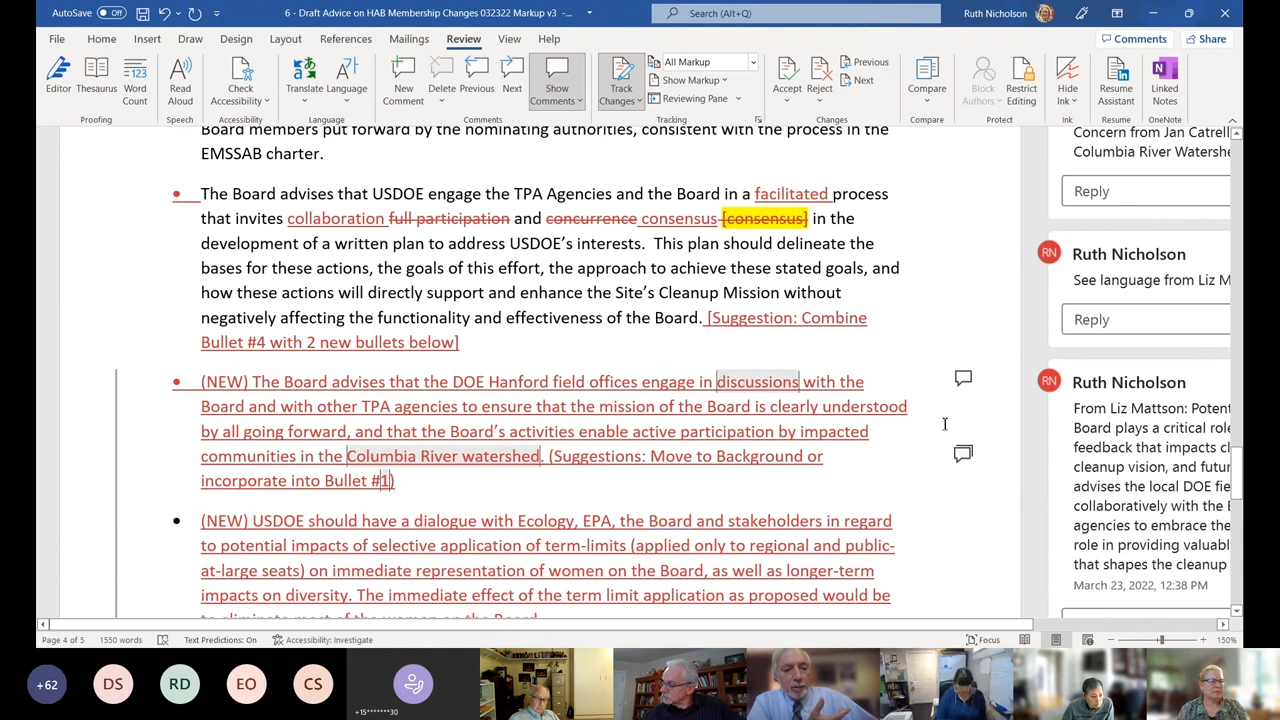 AutoSave Off 6 - Draft Advice on HAB Membership Changes 032322 Markup v3 -... Search (Alt+Q) Ruth Nicholson
File Home Insert Draw Design Layout References Mailings Review View Help Comments Share
Editor Thesaurus Word Count Read Aloud Check Accessibility Translate Language New Comment Delete Previous Next Show Comments Track Changes All Markup Show Markup Reviewing Pane Accept Reject Previous Next Compare Block Authors Restrict Editing Hide Ink Resume Assistant Linked Notes
Proofing Speech Accessibility Language Comments Tracking Changes Compare Protect Ink Resume OneNote
Board members put forward by the nominating authorities, consistent with the process in the
EMSSAB charter.
• The Board advises that USDOE engage the TPA Agencies and the Board in a facilitated process
that invites collaboration full participation and concurrence consensus [consensus] in the
development of a written plan to address USDOE's interests. This plan should delineate the
bases for these actions, the goals of this effort, the approach to achieve these stated goals, and
how these actions will directly support and enhance the Site's Cleanup Mission without
negatively affecting the functionality and effectiveness of the Board. [Suggestion: Combine
Bullet #4 with 2 new bullets below]
• (NEW) The Board advises that the DOE Hanford field offices engage in discussions with the
Board and with other TPA agencies to ensure that the mission of the Board is clearly understood
by all going forward, and that the Board's activities enable active participation by impacted
communities in the Columbia River watershed. (Suggestions: Move to Background or
incorporate into Bullet #1)
• (NEW) USDOE should have a dialogue with Ecology, EPA, the Board and stakeholders in regard
to potential impacts of selective application of term-limits (applied only to regional and public-
at-large seats) on immediate representation of women on the Board, as well as longer-term
impacts on diversity. The immediate effect of the term limit application as proposed would be
to eliminate most of the women on the Board.
Concern from Jan Catrell
Columbia River Watershe
Reply
RN Ruth Nicholson
See language from Liz M
Reply
RN Ruth Nicholson
From Liz Mattson: Potent
Board plays a critical role
feedback that impacts cl
cleanup vision, and futur
advises the local DOE fie
collaboratively with the
agencies to embrace the
role in providing valuabl
that shapes the cleanup
March 23, 2022, 12:38 PM
Page 4 of 5 1550 words Text Predictions: On Accessibility: Investigate Focus 150%
+62 DS RD EO CS
+15*******30